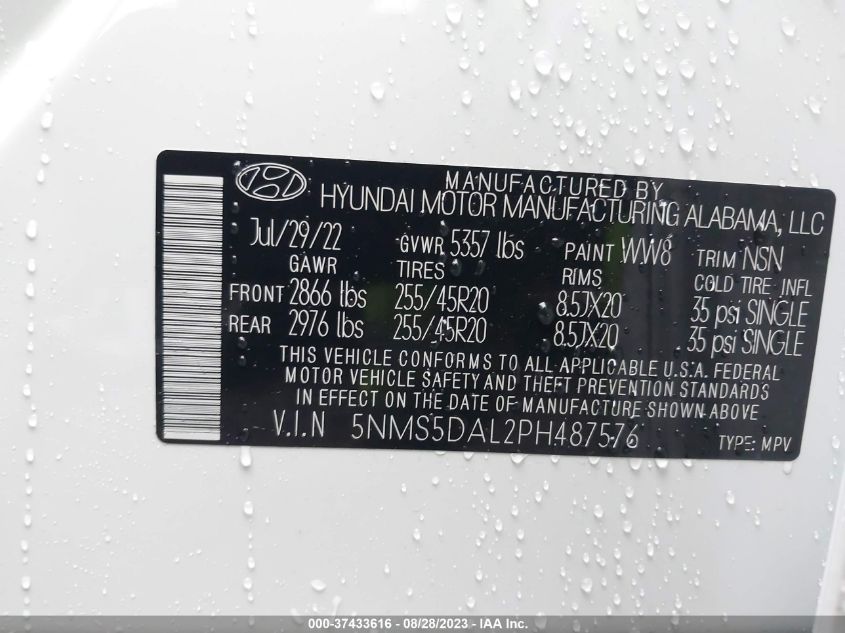 MANUFACTURED BY
HYUNDAI MOTOR MANUFACTURING ALABAMA, LLC
Jul/29/22 GVWR 5357 lbs PAINT WW8 TRIM NSN
GAWR TIRES RIMS COLD TIRE INFL
FRONT 2866 lbs 255/45R20 8.5JX20 35 psi SINGLE
REAR 2976 lbs 255/45R20 8.5JX20 35 psi SINGLE
THIS VEHICLE CONFORMS TO ALL APPLICABLE U.S.A. FEDERAL
MOTOR VEHICLE SAFETY AND THEFT PREVENTION STANDARDS
IN EFFECT ON THE DATE OF MANUFACTURE SHOWN ABOVE
V.I.N 5NMS5DAL2PH487576 TYPE: MPV
000-37433616 - 08/28/2023 - IAA Inc.